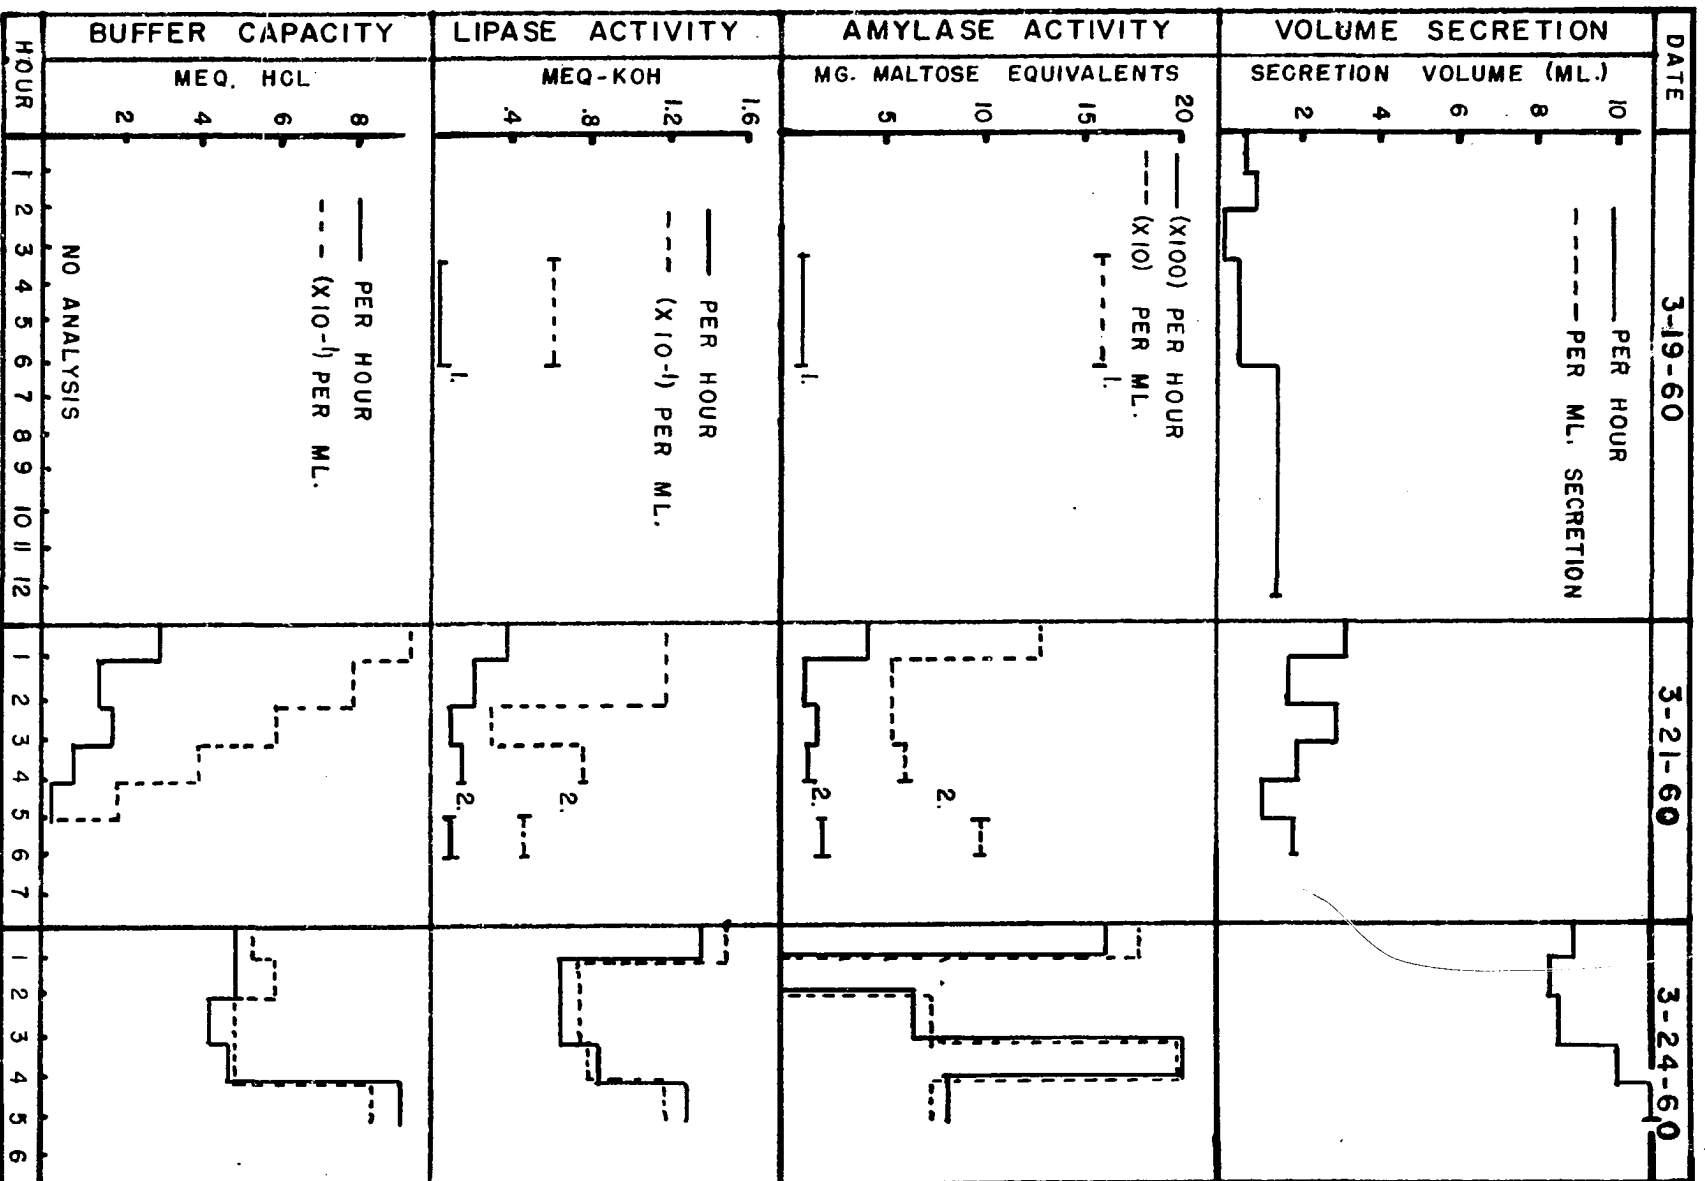 DATE
3-19-60
3-21-60
3-24-60
VOLUME SECRETION
SECRETION VOLUME (ML.)
10
8
6
4
2
PER HOUR
PER ML. SECRETION
AMYLASE ACTIVITY
MG. MALTOSE EQUIVALENTS
20
15
10
5
(X100) PER HOUR
(X10) PER ML.
1.
1.
2.
2.
LIPASE ACTIVITY
MEQ-KOH
1.6
1.2
.8
.4
PER HOUR
(X10-1) PER ML.
1.
2.
2.
BUFFER CAPACITY
MEQ. HCL
8
6
4
2
PER HOUR
(X10-1) PER ML.
NO ANALYSIS
HOUR
1 2 3 4 5 6 7 8 9 10 11 12
1 2 3 4 5 6 7
1 2 3 4 5 6